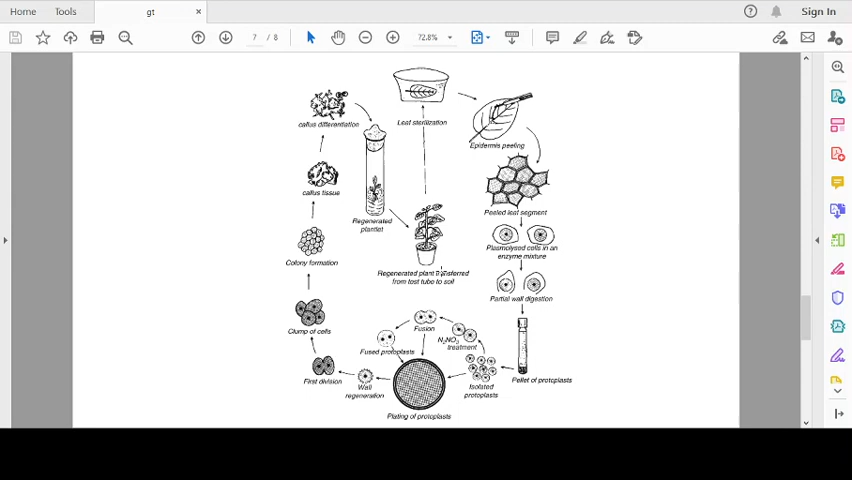 Home
Tools
gt
×
Sign In
7 / 8
72.8%
callus differentiation
Leaf sterilization
Epidermis peeling
callus tissue
Regenerated
plantlet
Peeled leaf segment
Colony formation
Plasmolysed cells in an
enzyme mixture
Regenerated plant transferred
from test tube to soil
Partial wall digestion
Clump of cells
Fusion
N₂NO₃
treatment
Fused protoplasts
First division
Wall
regeneration
Isolated
protoplasts
Pellet of protoplasts
Plating of protoplasts